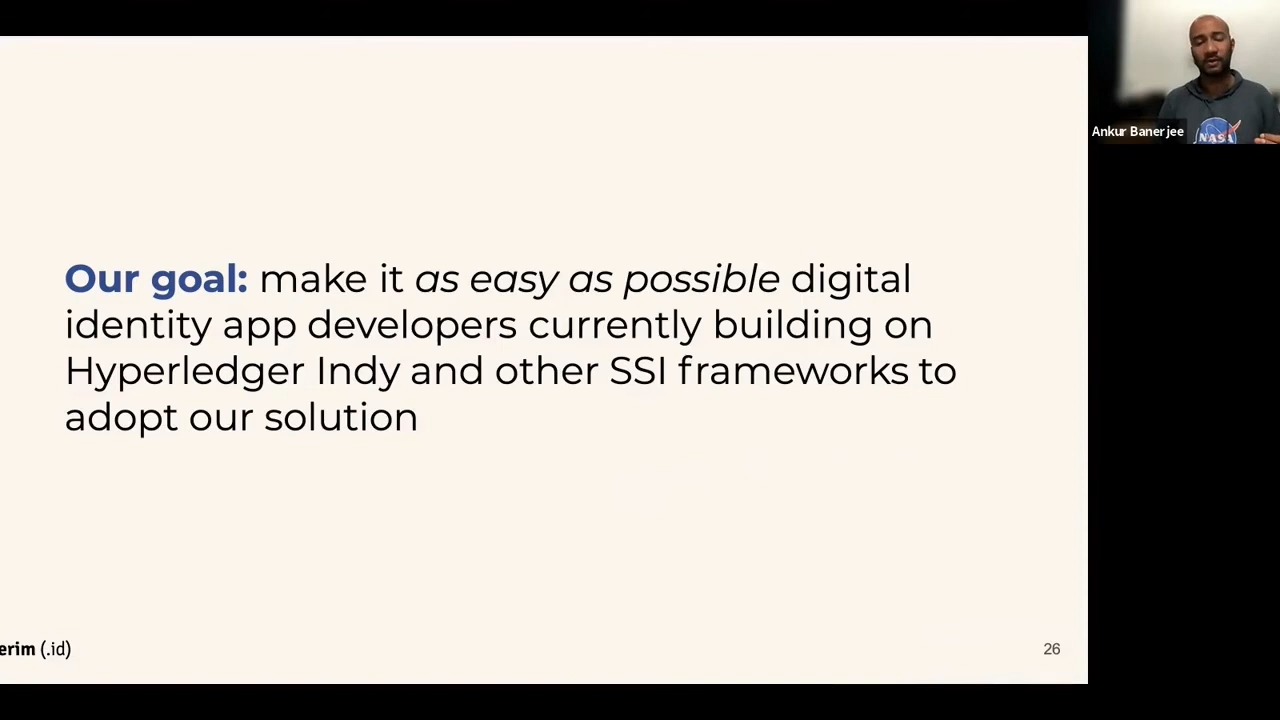 Our goal: make it as easy as possible digital
identity app developers currently building on
Hyperledger Indy and other SSI frameworks to
adopt our solution
erim (.id)
26
Ankur Banerjee
NASA